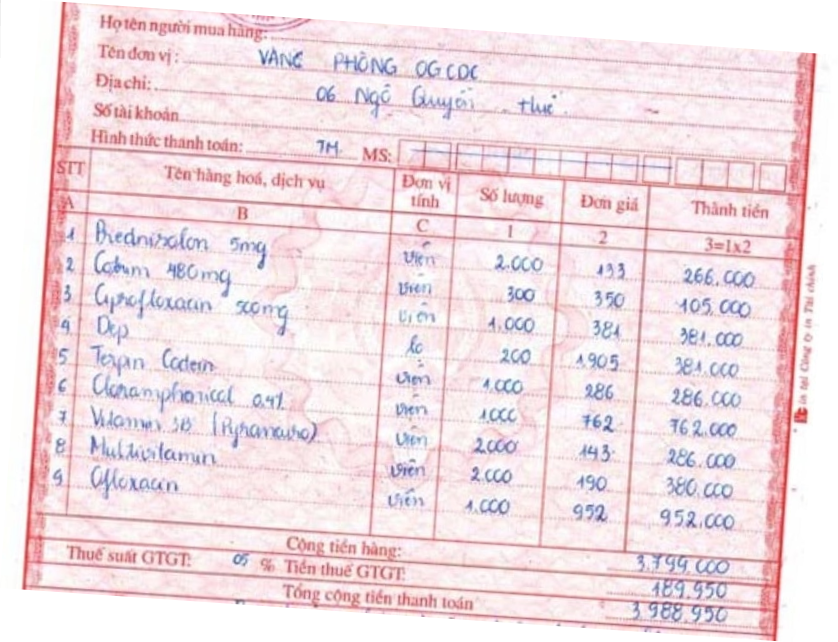 Họ tên người mua hàng:
Tên đơn vị: VĂNG PHÒNG OGCDC
Địa chỉ: 06 Ngô Quyền Huế
Số tài khoản
Hình thức thanh toán: TM MS:
STT Tên hàng hoá, dịch vụ Đơn vị tính Số lượng Đơn giá Thành tiền
A B C 1 2 3=1x2
1 Prednisolon 5mg viên 2.000 133 266.000
2 480mg viên 300 350 105.000
3 Ciprofloxacin 500mg viên 1.000 381 381.000
4 Dep lọ 200 1.905 381.000
5 Terpin Codein viên 1.000 286 286.000
6 Cloramphenical 0.4% viên 1.000 762 762.000
7 Vitamin 3B viên 2.000 143 286.000
8 Multivitamin viên 2.000 190 380.000
9 Ofloxacin viên 1.000 952 952.000
Cộng tiền hàng: 3.799.000
Thuế suất GTGT: 05 % Tiền thuế GTGT: 189.950
Tổng cộng tiền thanh toán 3.988.950
in tại Công ty in Tài chính